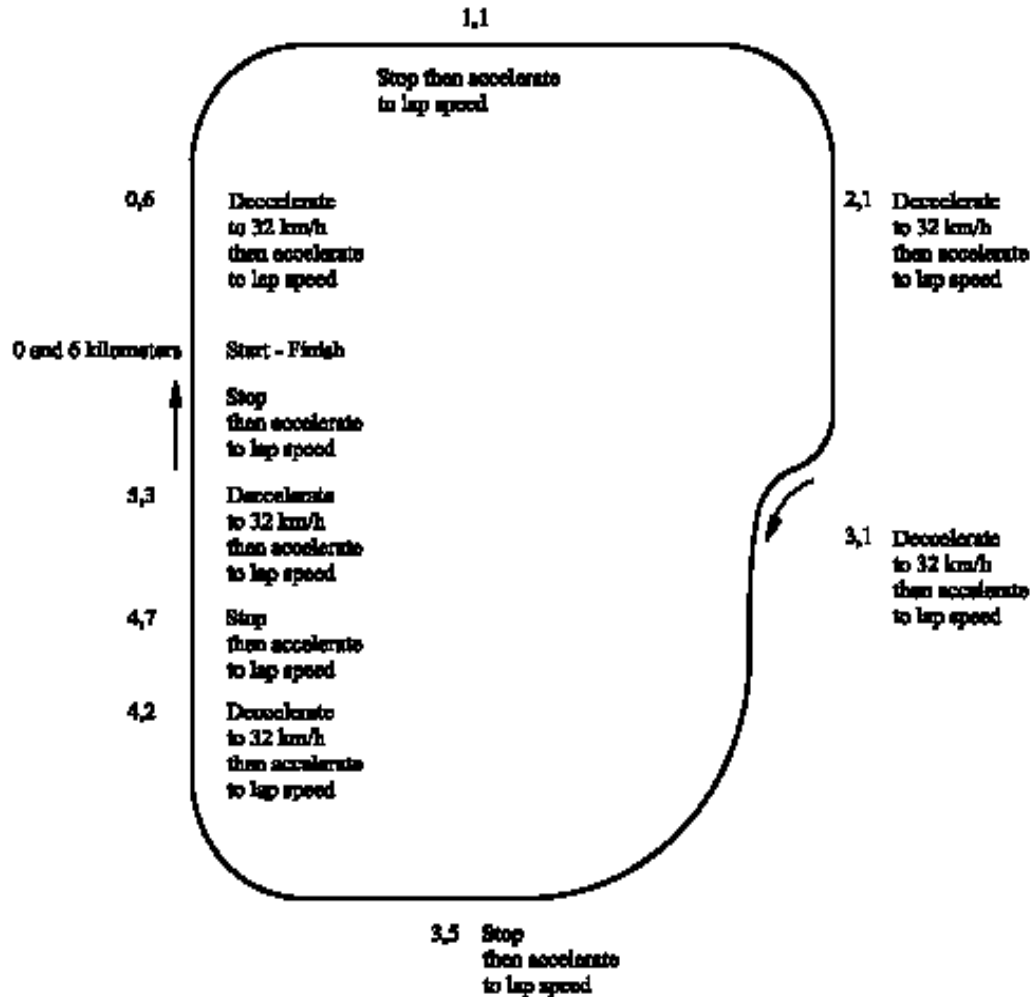 1,1
Stop then accelerate
to lap speed
0,6
Deccelerate
to 32 km/h
then accelerate
to lap speed
2,1
Deccelerate
to 32 km/h
then accelerate
to lap speed
0 and 6 kilometers
Start - Finish
Stop
then accelerate
to lap speed
5,3
Deccelerate
to 32 km/h
then accelerate
to lap speed
3,1
Deccelerate
to 32 km/h
then accelerate
to lap speed
4,7
Stop
then accelerate
to lap speed
4,2
Deccelerate
to 32 km/h
then accelerate
to lap speed
3,5
Stop
then accelerate
to lap speed